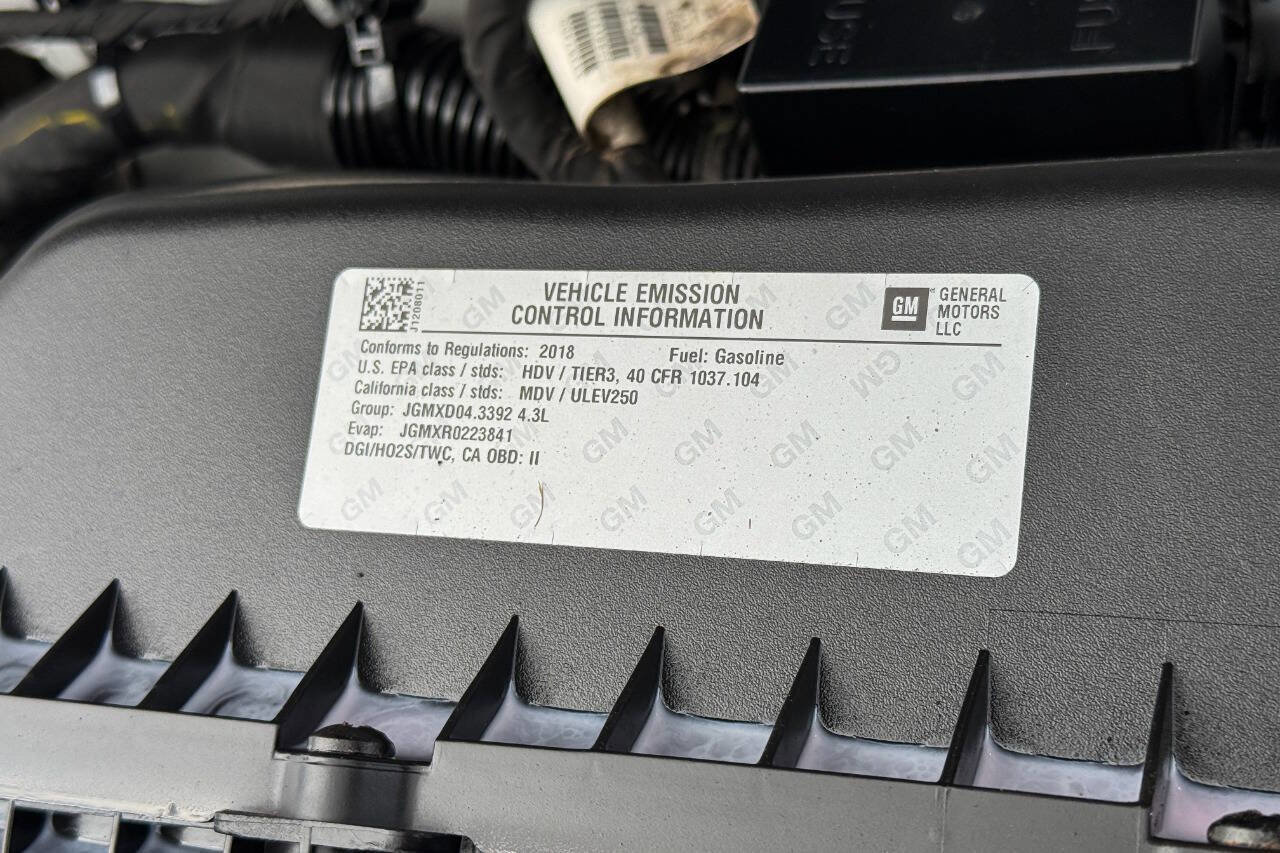 VEHICLE EMISSION
CONTROL INFORMATION
GM GENERAL
MOTORS
LLC
J1208011
Conforms to Regulations: 2018 Fuel: Gasoline
U.S. EPA class / stds: HDV / TIER3, 40 CFR 1037.104
California class / stds: MDV / ULEV250
Group: JGMXD04.3392 4.3L
Evap: JGMXR0223841
DGI/HO2S/TWC, CA OBD: II